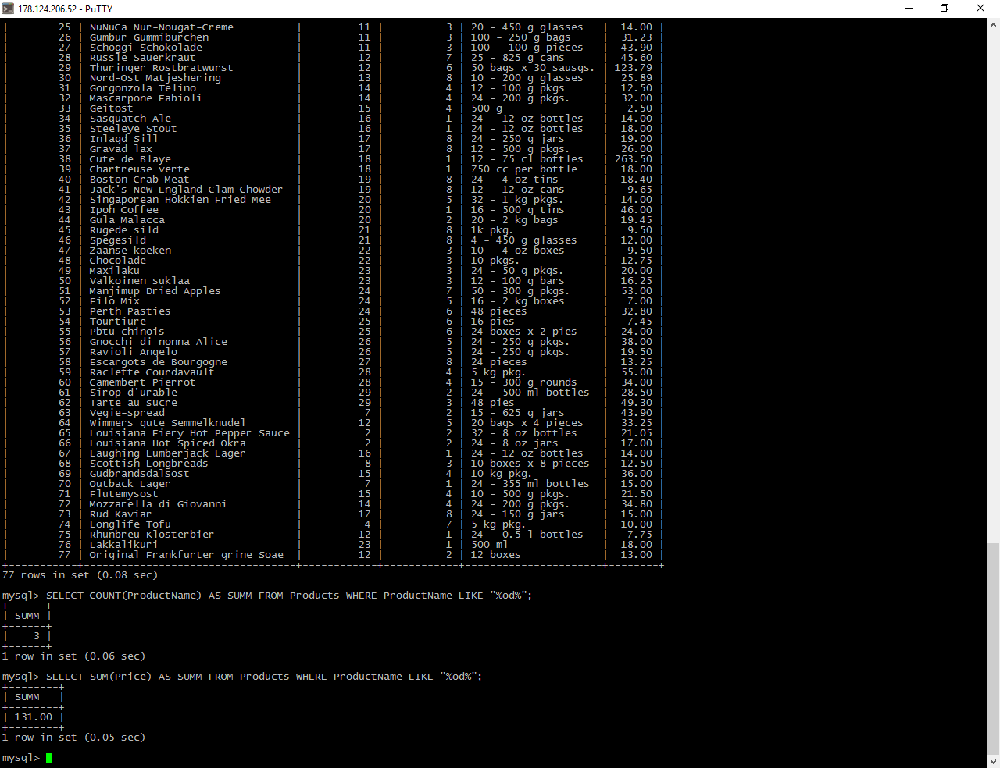 178.124.206.52 - PuTTY
|        25 | NuNuCa Nur-Nougat-Creme          |         11 |          3 | 20 - 450 g glasses   |  14.00 |
|        26 | Gumbur Gummiburchen              |         11 |          3 | 100 - 250 g bags     |  31.23 |
|        27 | Schoggi Schokolade               |         11 |          3 | 100 - 100 g pieces   |  43.90 |
|        28 | Russle Sauerkraut                |         12 |          7 | 25 - 825 g cans      |  45.60 |
|        29 | Thuringer Rostbratwurst          |         12 |          6 | 50 bags x 30 sausgs. | 123.79 |
|        30 | Nord-Ost Matjeshering            |         13 |          8 | 10 - 200 g glasses   |  25.89 |
|        31 | Gorgonzola Telino                |         14 |          4 | 12 - 100 g pkgs      |  12.50 |
|        32 | Mascarpone Fabioli               |         14 |          4 | 24 - 200 g pkgs.     |  32.00 |
|        33 | Geitost                          |         15 |          4 | 500 g                |   2.50 |
|        34 | Sasquatch Ale                    |         16 |          1 | 24 - 12 oz bottles   |  14.00 |
|        35 | Steeleye Stout                   |         16 |          1 | 24 - 12 oz bottles   |  18.00 |
|        36 | Inlagd Sill                      |         17 |          8 | 24 - 250 g jars      |  19.00 |
|        37 | Gravad lax                       |         17 |          8 | 12 - 500 g pkgs.     |  26.00 |
|        38 | Cute de Blaye                    |         18 |          1 | 12 - 75 cl bottles   | 263.50 |
|        39 | Chartreuse verte                 |         18 |          1 | 750 cc per bottle    |  18.00 |
|        40 | Boston Crab Meat                 |         19 |          8 | 24 - 4 oz tins       |  18.40 |
|        41 | Jack's New England Clam Chowder  |         19 |          8 | 12 - 12 oz cans      |   9.65 |
|        42 | Singaporean Hokkien Fried Mee    |         20 |          5 | 32 - 1 kg pkgs.      |  14.00 |
|        43 | Ipoh Coffee                      |         20 |          1 | 16 - 500 g tins      |  46.00 |
|        44 | Gula Malacca                     |         20 |          2 | 20 - 2 kg bags       |  19.45 |
|        45 | Rugede sild                      |         21 |          8 | 1k pkg.              |   9.50 |
|        46 | Spegesild                        |         21 |          8 | 4 - 450 g glasses    |  12.00 |
|        47 | Zaanse koeken                    |         22 |          3 | 10 - 4 oz boxes      |   9.50 |
|        48 | Chocolade                        |         22 |          3 | 10 pkgs.             |  12.75 |
|        49 | Maxilaku                         |         23 |          3 | 24 - 50 g pkgs.      |  20.00 |
|        50 | Valkoinen suklaa                 |         23 |          3 | 12 - 100 g bars      |  16.25 |
|        51 | Manjimup Dried Apples            |         24 |          7 | 50 - 300 g pkgs.     |  53.00 |
|        52 | Filo Mix                         |         24 |          5 | 16 - 2 kg boxes      |   7.00 |
|        53 | Perth Pasties                    |         24 |          6 | 48 pieces            |  32.80 |
|        54 | Tourtiure                        |         25 |          6 | 16 pies              |   7.45 |
|        55 | Pbtu chinois                     |         25 |          6 | 24 boxes x 2 pies    |  24.00 |
|        56 | Gnocchi di nonna Alice           |         26 |          5 | 24 - 250 g pkgs.     |  38.00 |
|        57 | Ravioli Angelo                   |         26 |          5 | 24 - 250 g pkgs.     |  19.50 |
|        58 | Escargots de Bourgogne           |         27 |          8 | 24 pieces            |  13.25 |
|        59 | Raclette Courdavault             |         28 |          4 | 5 kg pkg.            |  55.00 |
|        60 | Camembert Pierrot                |         28 |          4 | 15 - 300 g rounds    |  34.00 |
|        61 | Sirop d'urable                   |         29 |          2 | 24 - 500 ml bottles  |  28.50 |
|        62 | Tarte au sucre                   |         29 |          3 | 48 pies              |  49.30 |
|        63 | Vegie-spread                     |          7 |          2 | 15 - 625 g jars      |  43.90 |
|        64 | Wimmers gute Semmelknudel        |         12 |          5 | 20 bags x 4 pieces   |  33.25 |
|        65 | Louisiana Fiery Hot Pepper Sauce |          2 |          2 | 32 - 8 oz bottles    |  21.05 |
|        66 | Louisiana Hot Spiced Okra        |          2 |          2 | 24 - 8 oz jars       |  17.00 |
|        67 | Laughing Lumberjack Lager        |         16 |          1 | 24 - 12 oz bottles   |  14.00 |
|        68 | Scottish Longbreads              |          8 |          3 | 10 boxes x 8 pieces  |  12.50 |
|        69 | Gudbrandsdalsost                 |         15 |          4 | 10 kg pkg.           |  36.00 |
|        70 | Outback Lager                    |          7 |          1 | 24 - 355 ml bottles  |  15.00 |
|        71 | Flutemysost                      |         15 |          4 | 10 - 500 g pkgs.     |  21.50 |
|        72 | Mozzarella di Giovanni           |         14 |          4 | 24 - 200 g pkgs.     |  34.80 |
|        73 | Rud Kaviar                       |         17 |          8 | 24 - 150 g jars      |  15.00 |
|        74 | Longlife Tofu                    |          4 |          7 | 5 kg pkg.            |  10.00 |
|        75 | Rhunbreu Klosterbier             |         12 |          1 | 24 - 0.5 l bottles   |   7.75 |
|        76 | Lakkalikuri                      |         23 |          1 | 500 ml               |  18.00 |
|        77 | Original Frankfurter grine Soae  |         12 |          2 | 12 boxes             |  13.00 |
+-----------+----------------------------------+------------+------------+----------------------+--------+
77 rows in set (0.08 sec)
mysql> SELECT COUNT(ProductName) AS SUMM FROM Products WHERE ProductName LIKE "%od%";
+------+
| SUMM |
+------+
|    3 |
+------+
1 row in set (0.06 sec)
mysql> SELECT SUM(Price) AS SUMM FROM Products WHERE ProductName LIKE "%od%";
+--------+
| SUMM   |
+--------+
| 131.00 |
+--------+
1 row in set (0.05 sec)
mysql>